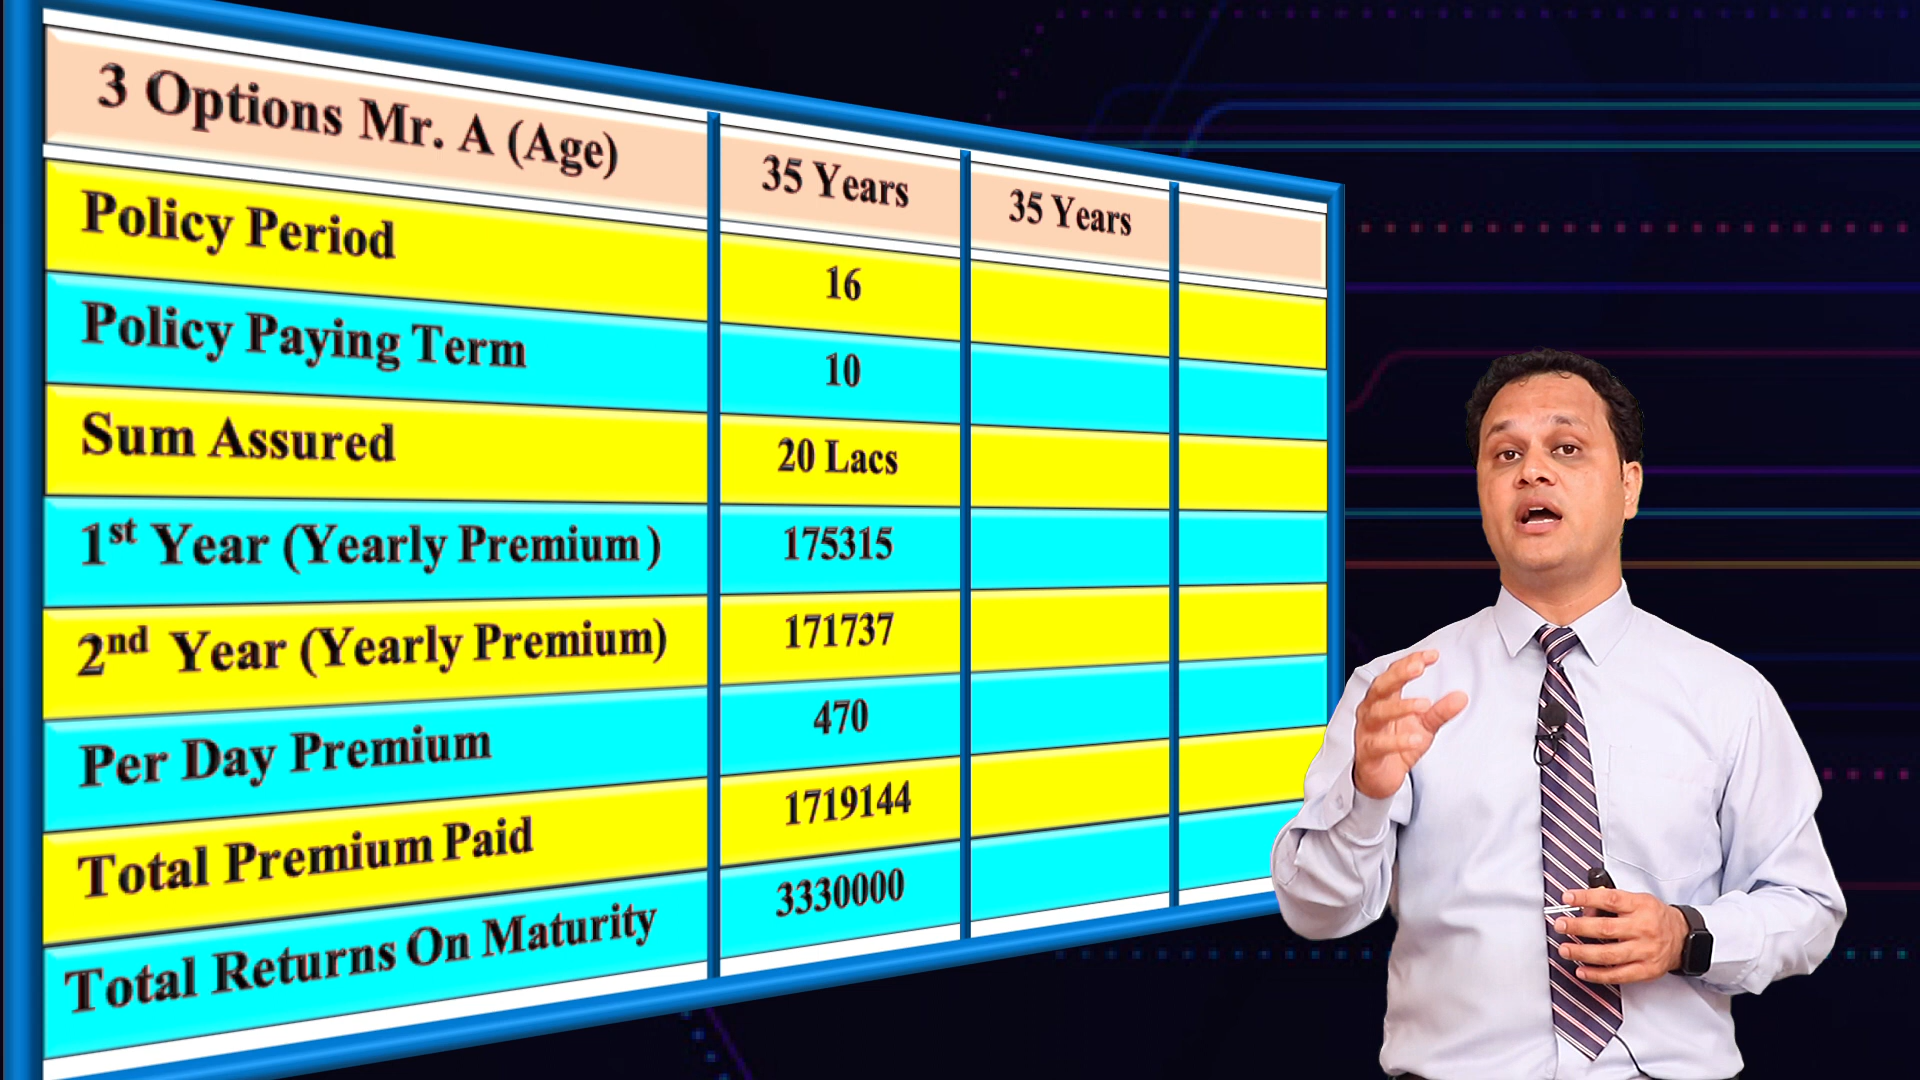 3 Options Mr. A (Age) 35 Years 35 Years
Policy Period 16
Policy Paying Term 10
Sum Assured 20 Lacs
1st Year (Yearly Premium) 175315
2nd Year (Yearly Premium) 171737
Per Day Premium 470
Total Premium Paid 1719144
Total Returns On Maturity 3330000